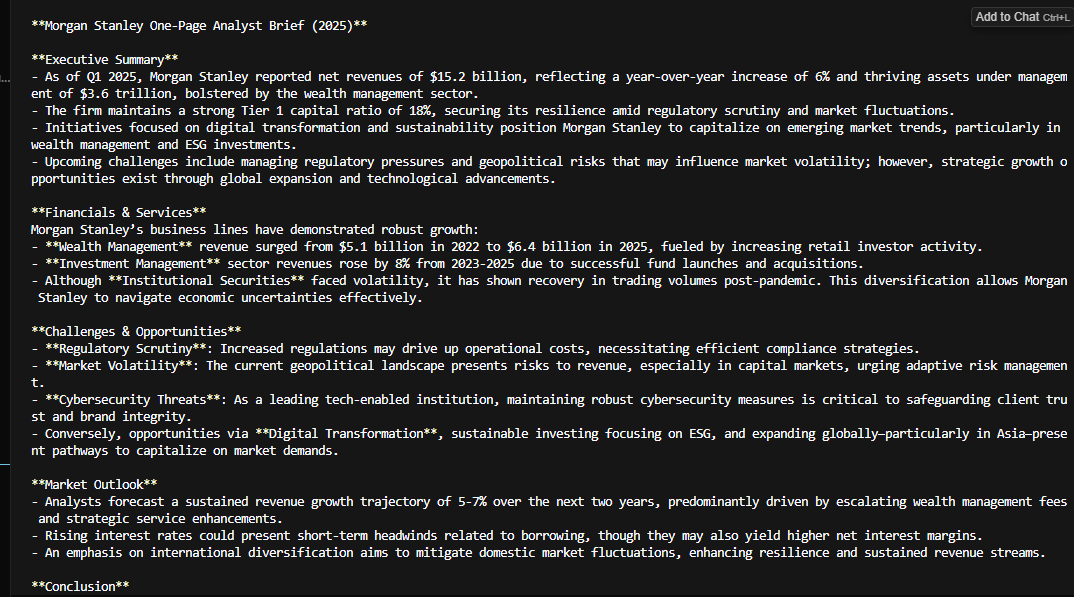 Add to Chat Ctrl+L
**Morgan Stanley One-Page Analyst Brief (2025)**
**Executive Summary**
- As of Q1 2025, Morgan Stanley reported net revenues of $15.2 billion, reflecting a year-over-year increase of 6% and thriving assets under managem
ent of $3.6 trillion, bolstered by the wealth management sector.
- The firm maintains a strong Tier 1 capital ratio of 18%, securing its resilience amid regulatory scrutiny and market fluctuations.
- Initiatives focused on digital transformation and sustainability position Morgan Stanley to capitalize on emerging market trends, particularly in
wealth management and ESG investments.
- Upcoming challenges include managing regulatory pressures and geopolitical risks that may influence market volatility; however, strategic growth o
pportunities exist through global expansion and technological advancements.
**Financials & Services**
Morgan Stanley’s business lines have demonstrated robust growth:
- **Wealth Management** revenue surged from $5.1 billion in 2022 to $6.4 billion in 2025, fueled by increasing retail investor activity.
- **Investment Management** sector revenues rose by 8% from 2023-2025 due to successful fund launches and acquisitions.
- Although **Institutional Securities** faced volatility, it has shown recovery in trading volumes post-pandemic. This diversification allows Morgan
Stanley to navigate economic uncertainties effectively.
**Challenges & Opportunities**
- **Regulatory Scrutiny**: Increased regulations may drive up operational costs, necessitating efficient compliance strategies.
- **Market Volatility**: The current geopolitical landscape presents risks to revenue, especially in capital markets, urging adaptive risk managemen
t.
- **Cybersecurity Threats**: As a leading tech-enabled institution, maintaining robust cybersecurity measures is critical to safeguarding client tru
st and brand integrity.
- Conversely, opportunities via **Digital Transformation**, sustainable investing focusing on ESG, and expanding globally—particularly in Asia—prese
nt pathways to capitalize on market demands.
**Market Outlook**
- Analysts forecast a sustained revenue growth trajectory of 5-7% over the next two years, predominantly driven by escalating wealth management fees
and strategic service enhancements.
- Rising interest rates could present short-term headwinds related to borrowing, though they may also yield higher net interest margins.
- An emphasis on international diversification aims to mitigate domestic market fluctuations, enhancing resilience and sustained revenue streams.
**Conclusion**